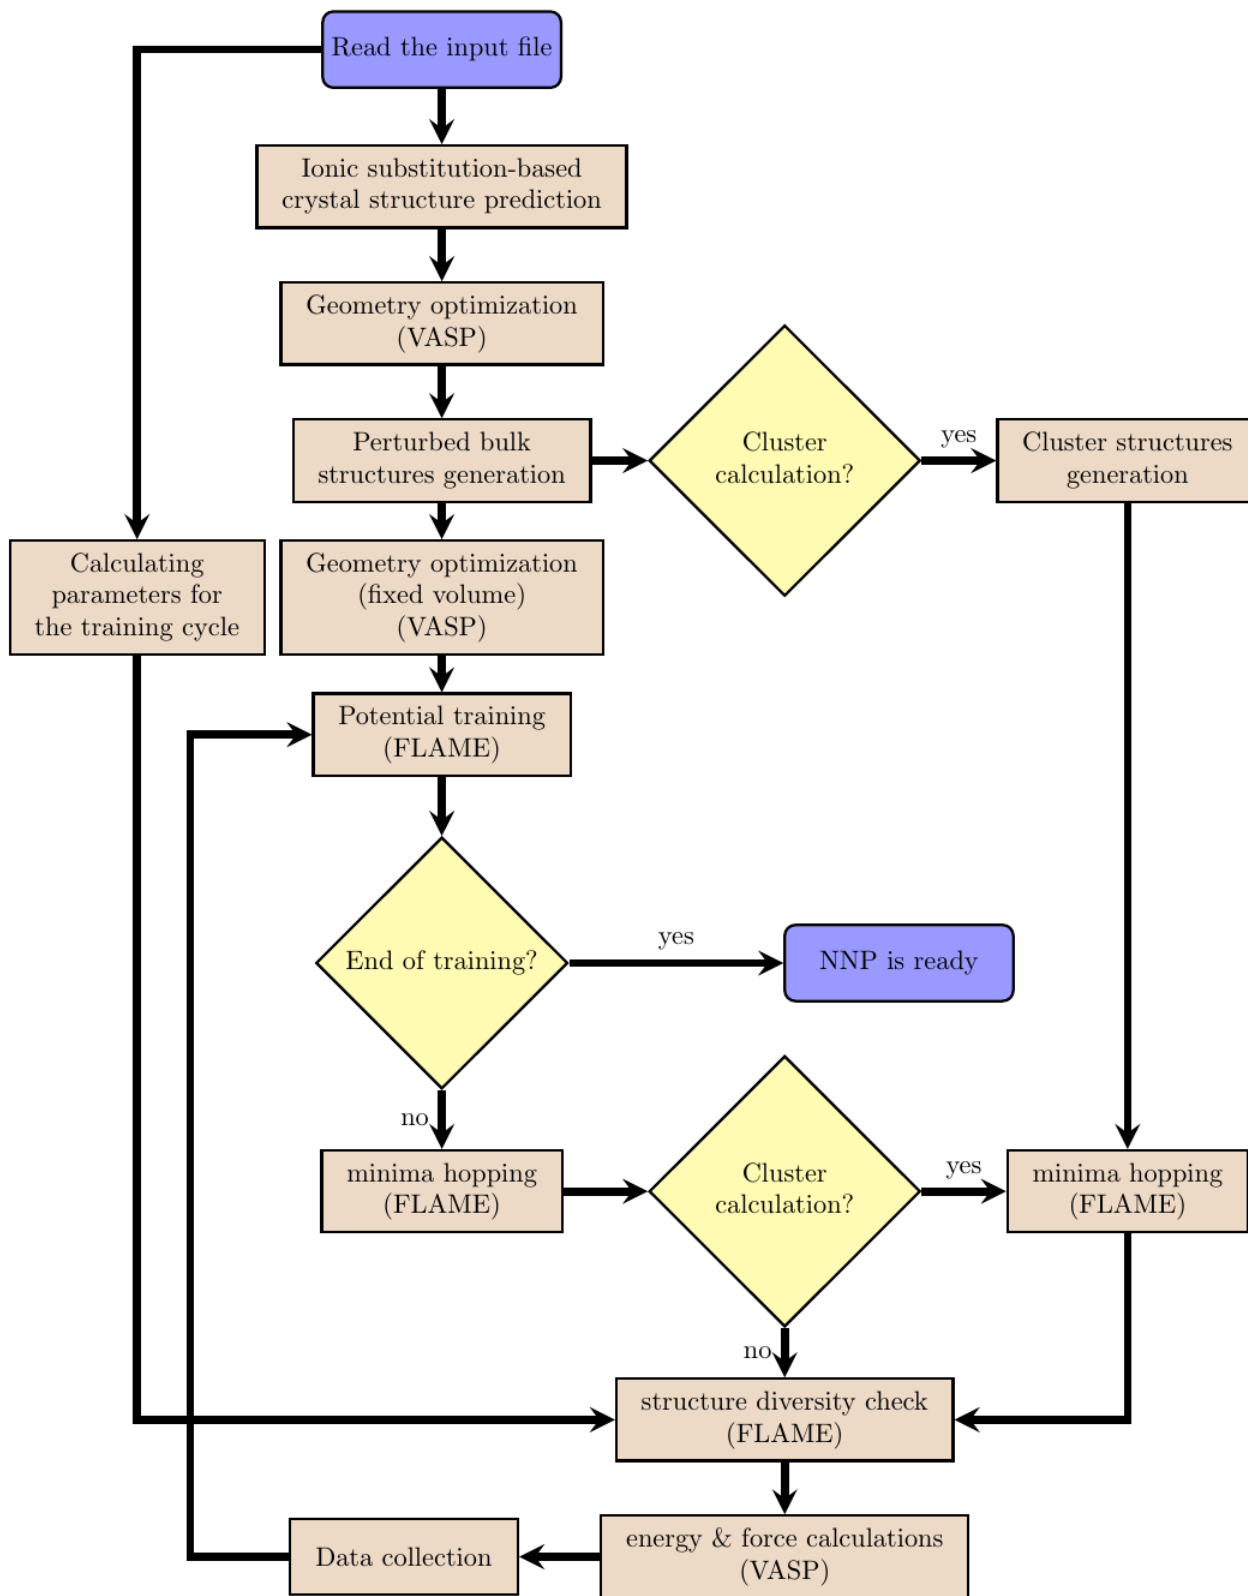 Read the input file
Ionic substitution-based
crystal structure prediction
Geometry optimization
(VASP)
Perturbed bulk
structures generation
Cluster
calculation?
yes
Cluster structures
generation
Calculating
parameters for
the training cycle
Geometry optimization
(fixed volume)
(VASP)
Potential training
(FLAME)
End of training?
yes
NNP is ready
no
minima hopping
(FLAME)
Cluster
calculation?
yes
minima hopping
(FLAME)
no
structure diversity check
(FLAME)
energy & force calculations
(VASP)
Data collection